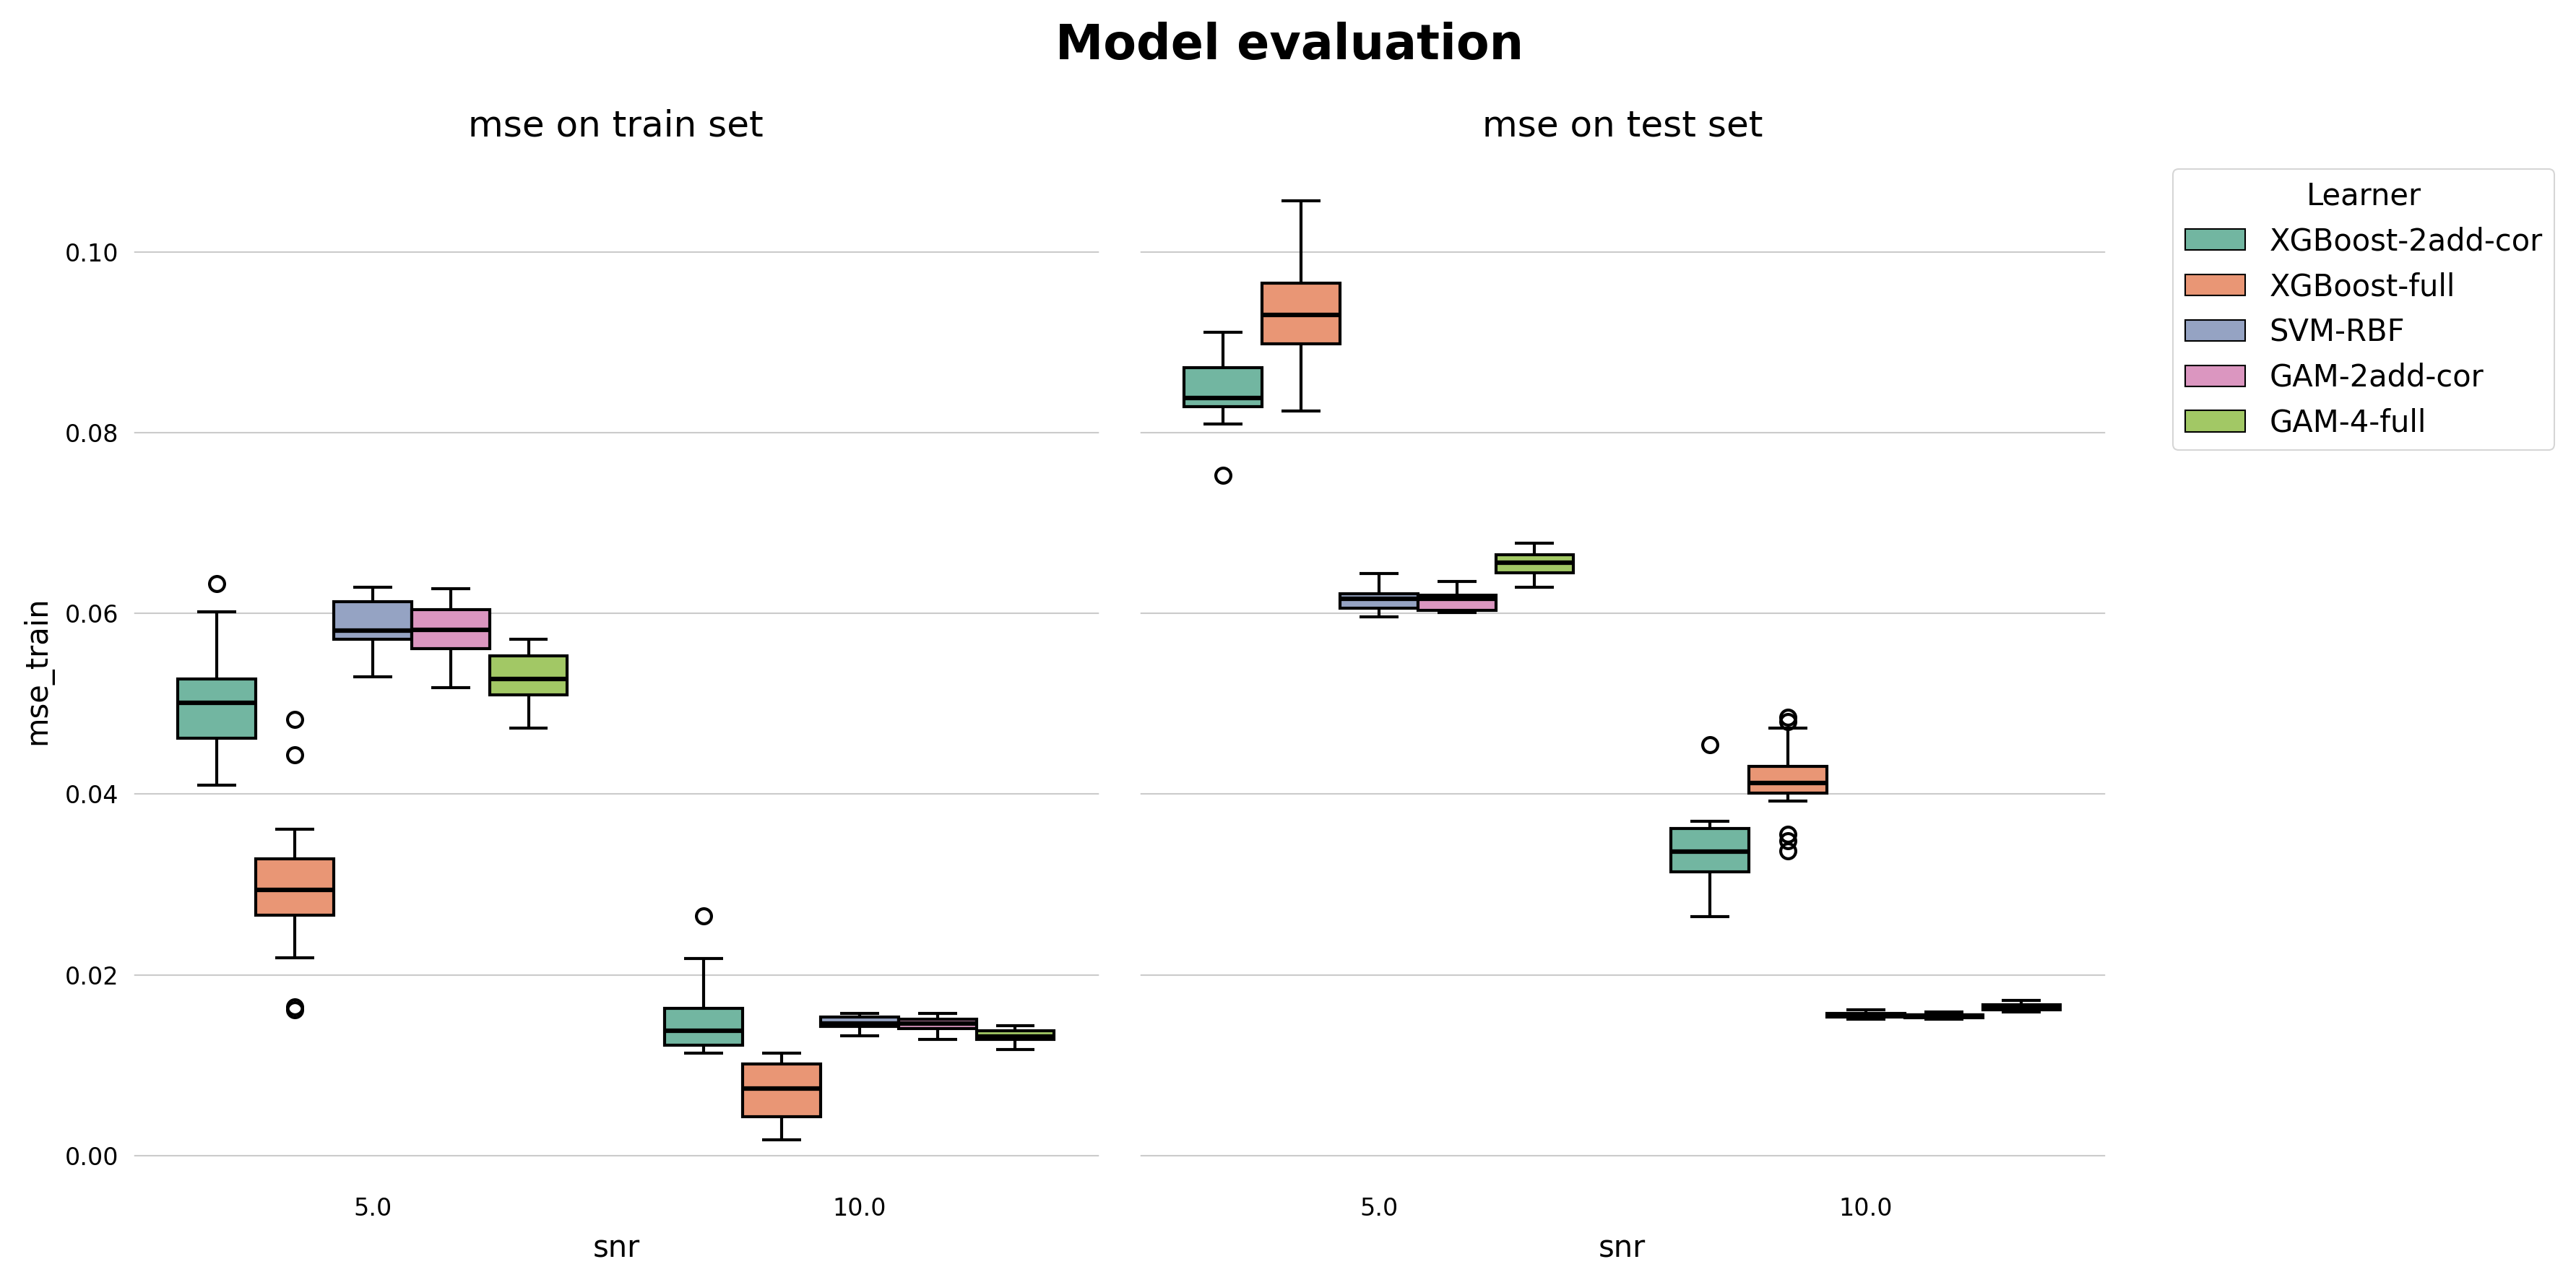 Model evaluation
mse on train set
mse on test set
mse_train
0.10
0.08
0.06
0.04
0.02
0.00
5.0
10.0
snr
5.0
10.0
snr
Learner
XGBoost-2add-cor
XGBoost-full
SVM-RBF
GAM-2add-cor
GAM-4-full